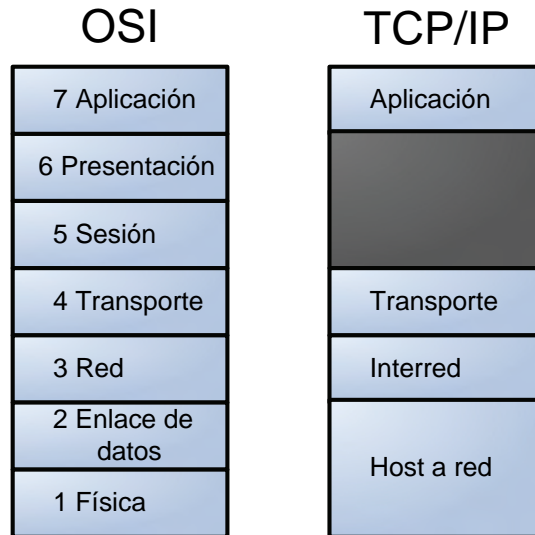 OSI
7 Aplicación
6 Presentación
5 Sesión
4 Transporte
3 Red
2 Enlace de
datos
1 Física
TCP/IP
Aplicación
Transporte
Interred
Host a red